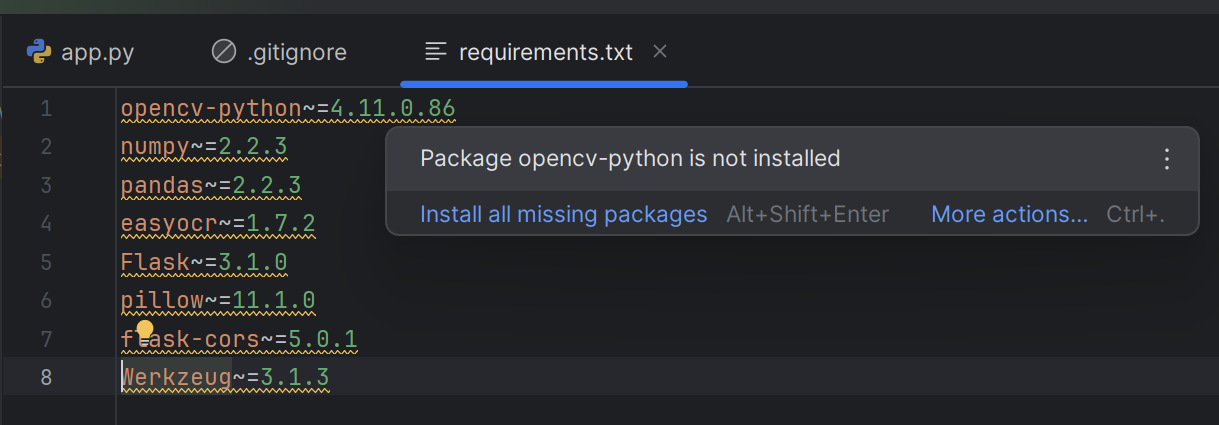 app.py .gitignore requirements.txt
1 opencv-python~=4.11.0.86
2 numpy~=2.2.3
Package opencv-python is not installed
3 pandas~=2.2.3
4 easyocr~=1.7.2
Install all missing packages Alt+Shift+Enter More actions... Ctrl+.
5 Flask~=3.1.0
6 pillow~=11.1.0
7 flask-cors~=5.0.1
8 Werkzeug~=3.1.3